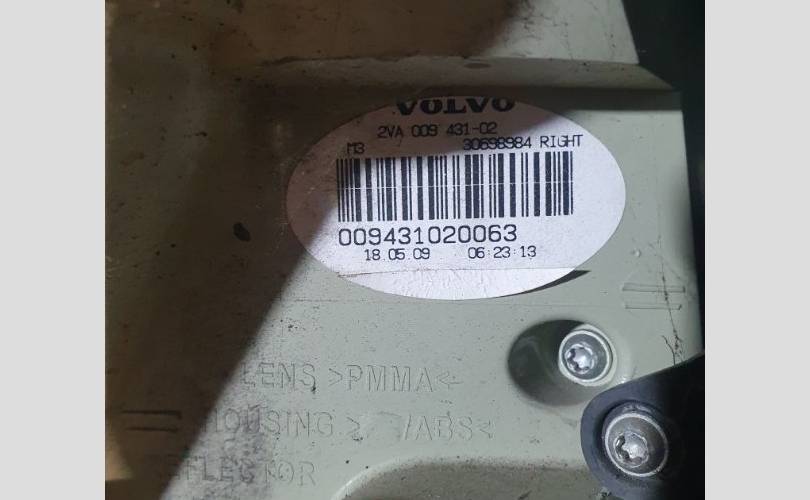 VOLVO
2VA 009 431-02
M3 30698984 RIGHT
009431020063
18.05.09 06:23:13
LENS >PMMA<
HOUSING > /ABS<
FLECTOR